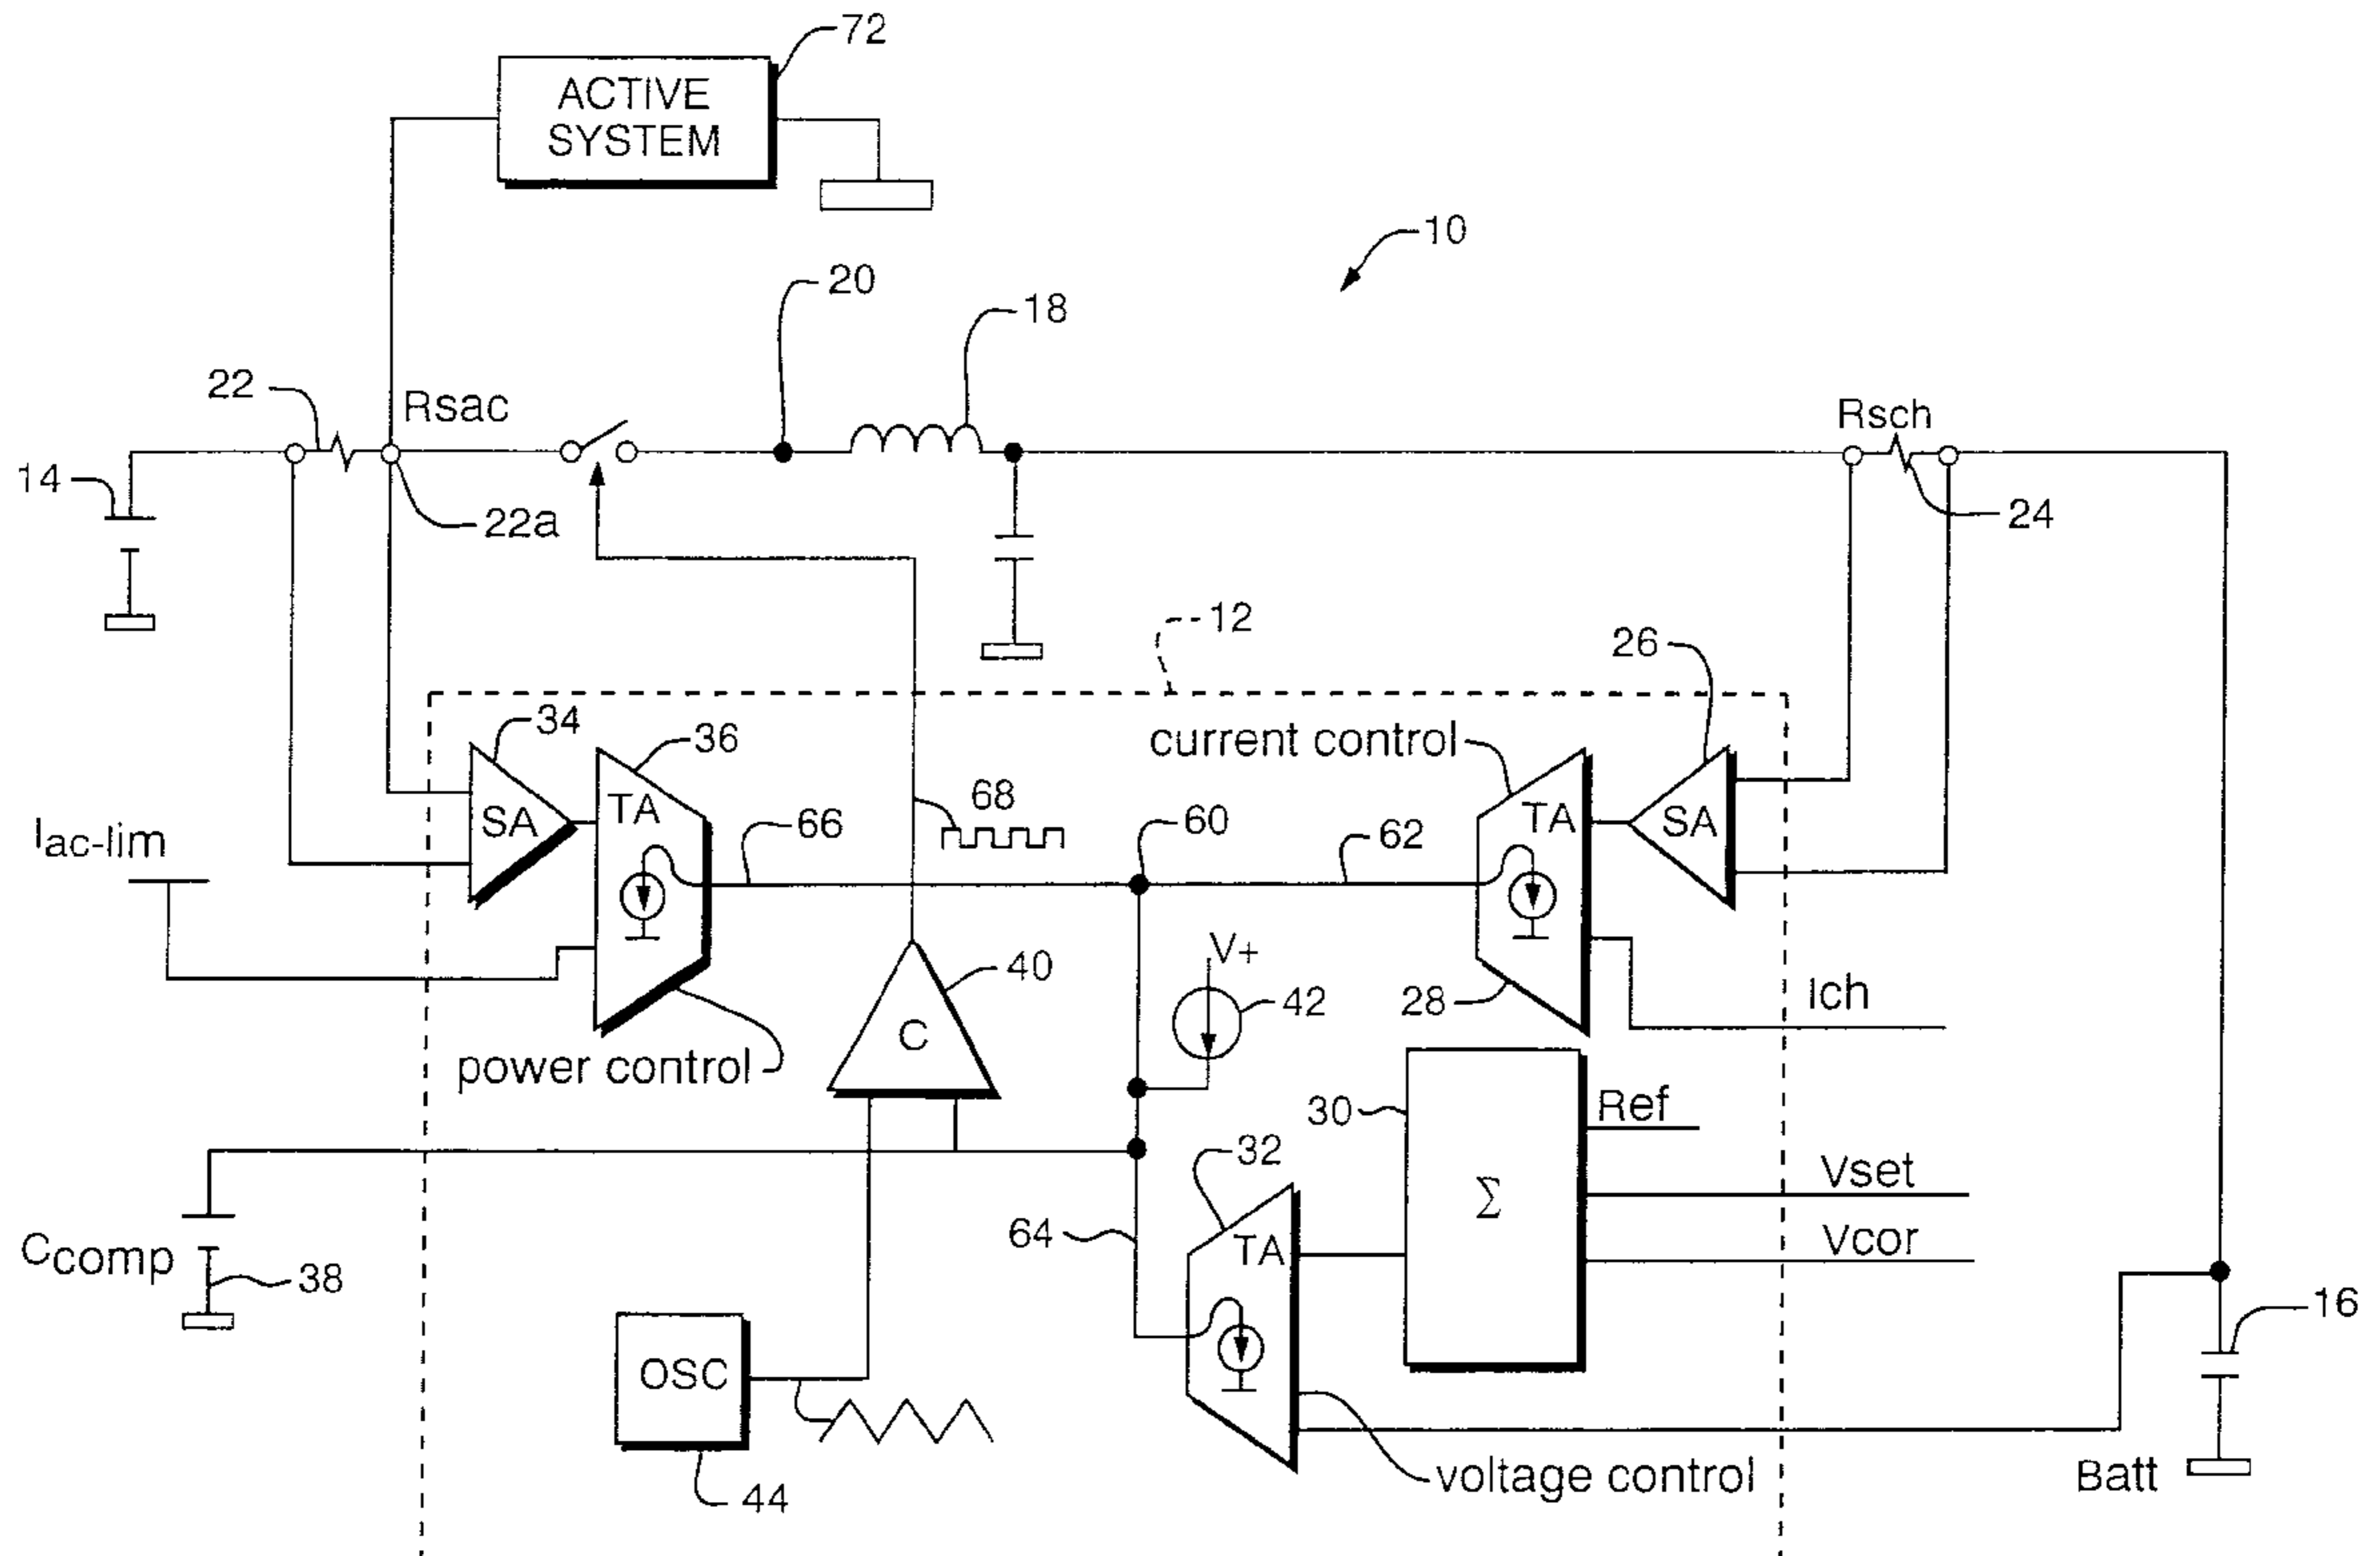 72
ACTIVE
SYSTEM
10
20
18
22
Rsac
Rsch
14
22a
24
12
26
34
36
current control
68
SA
TA
66
60
62
TA
SA
Iac-lim
V+
40
42
28
Ich
C
power control
30
Ref
32
Vset
Σ
64
TA
Vcor
Ccomp
38
16
OSC
44
voltage control
Batt